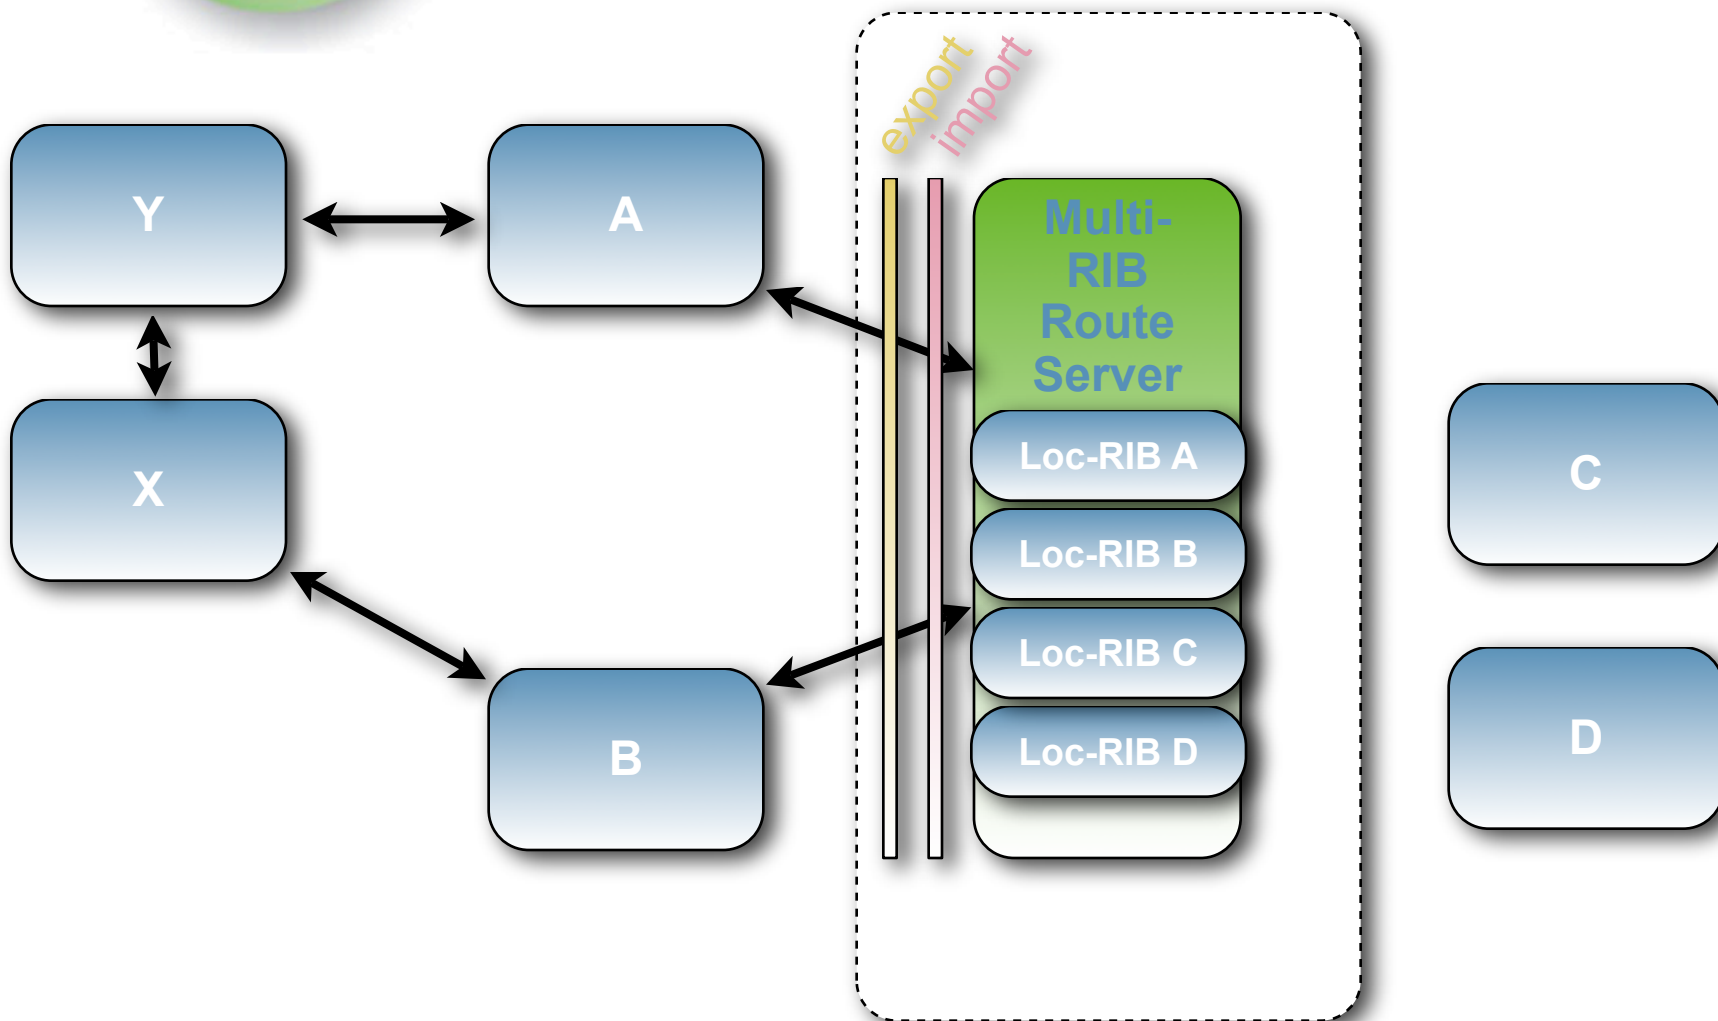 export
import
Y
A
Multi-
RIB
Route
Server
X
Loc-RIB A
Loc-RIB B
Loc-RIB C
Loc-RIB D
C
B
D